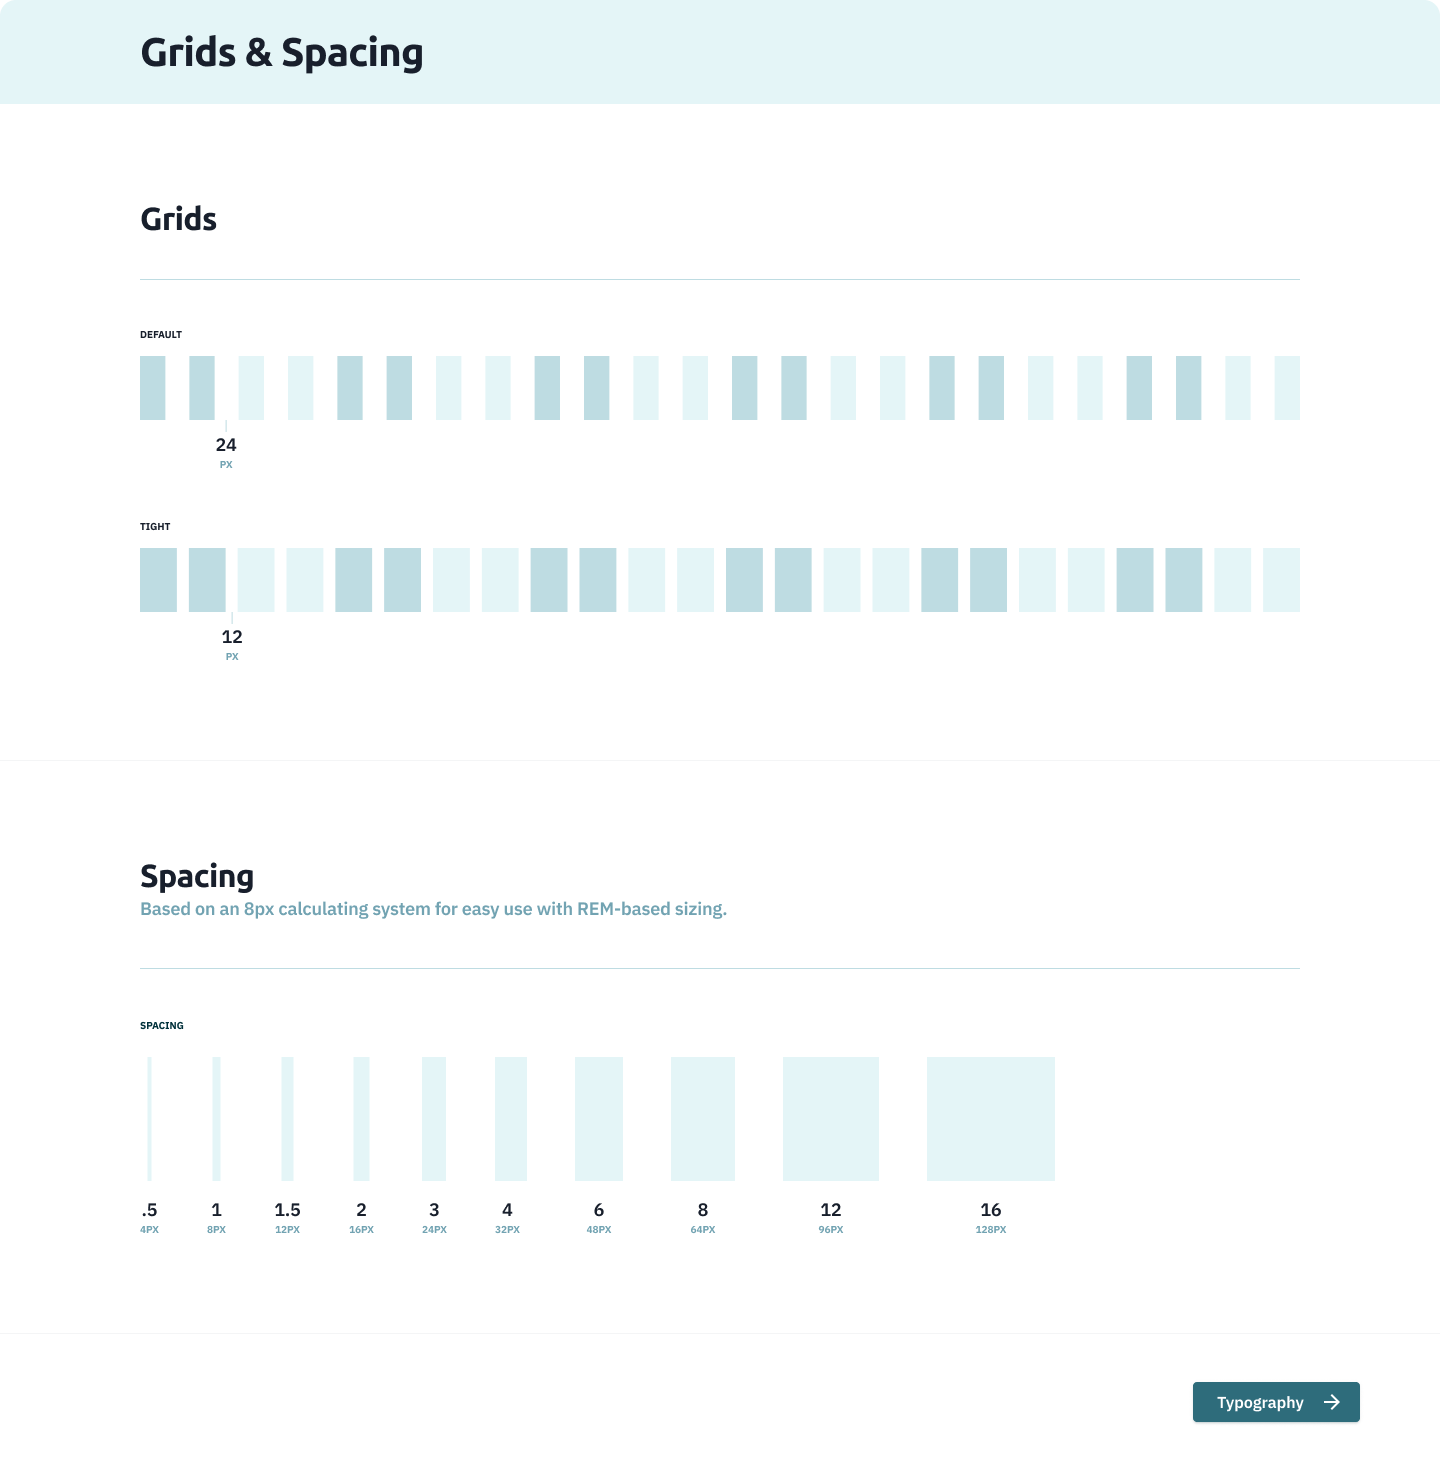 Grids & Spacing
Grids
DEFAULT
24
PX
TIGHT
12
PX
Spacing
Based on an 8px calculating system for easy use with REM-based sizing.
SPACING
.5 1 1.5 2 3 4 6 8 12 16
4PX 8PX 12PX 16PX 24PX 32PX 48PX 64PX 96PX 128PX
Typography